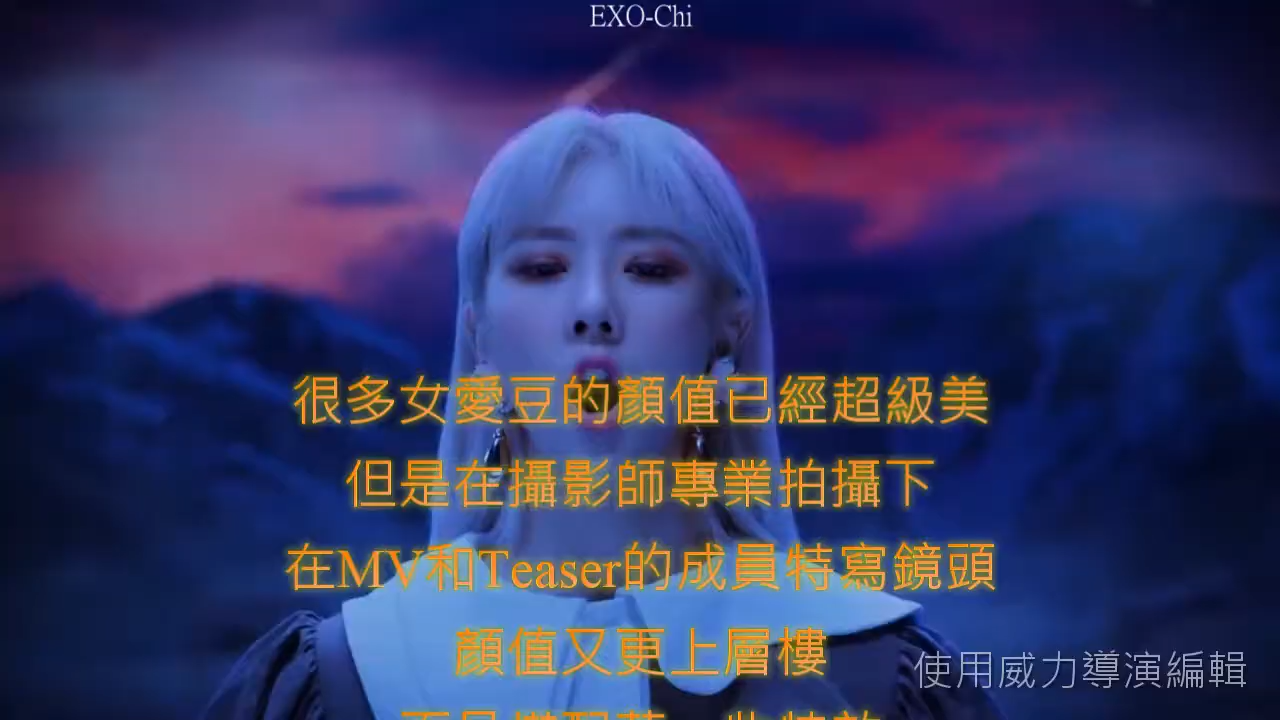 EXO-Chi
很多女愛豆的顏值已經超級美
但是在攝影師專業拍攝下
在MV和Teaser的成員特寫鏡頭
顏值又更上層樓
使用威力導演編輯